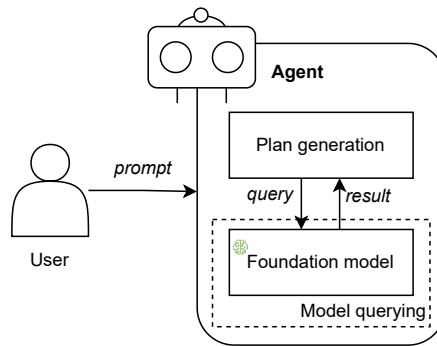 Agent
Plan generation
prompt
query
result
Foundation model
User
Model querying